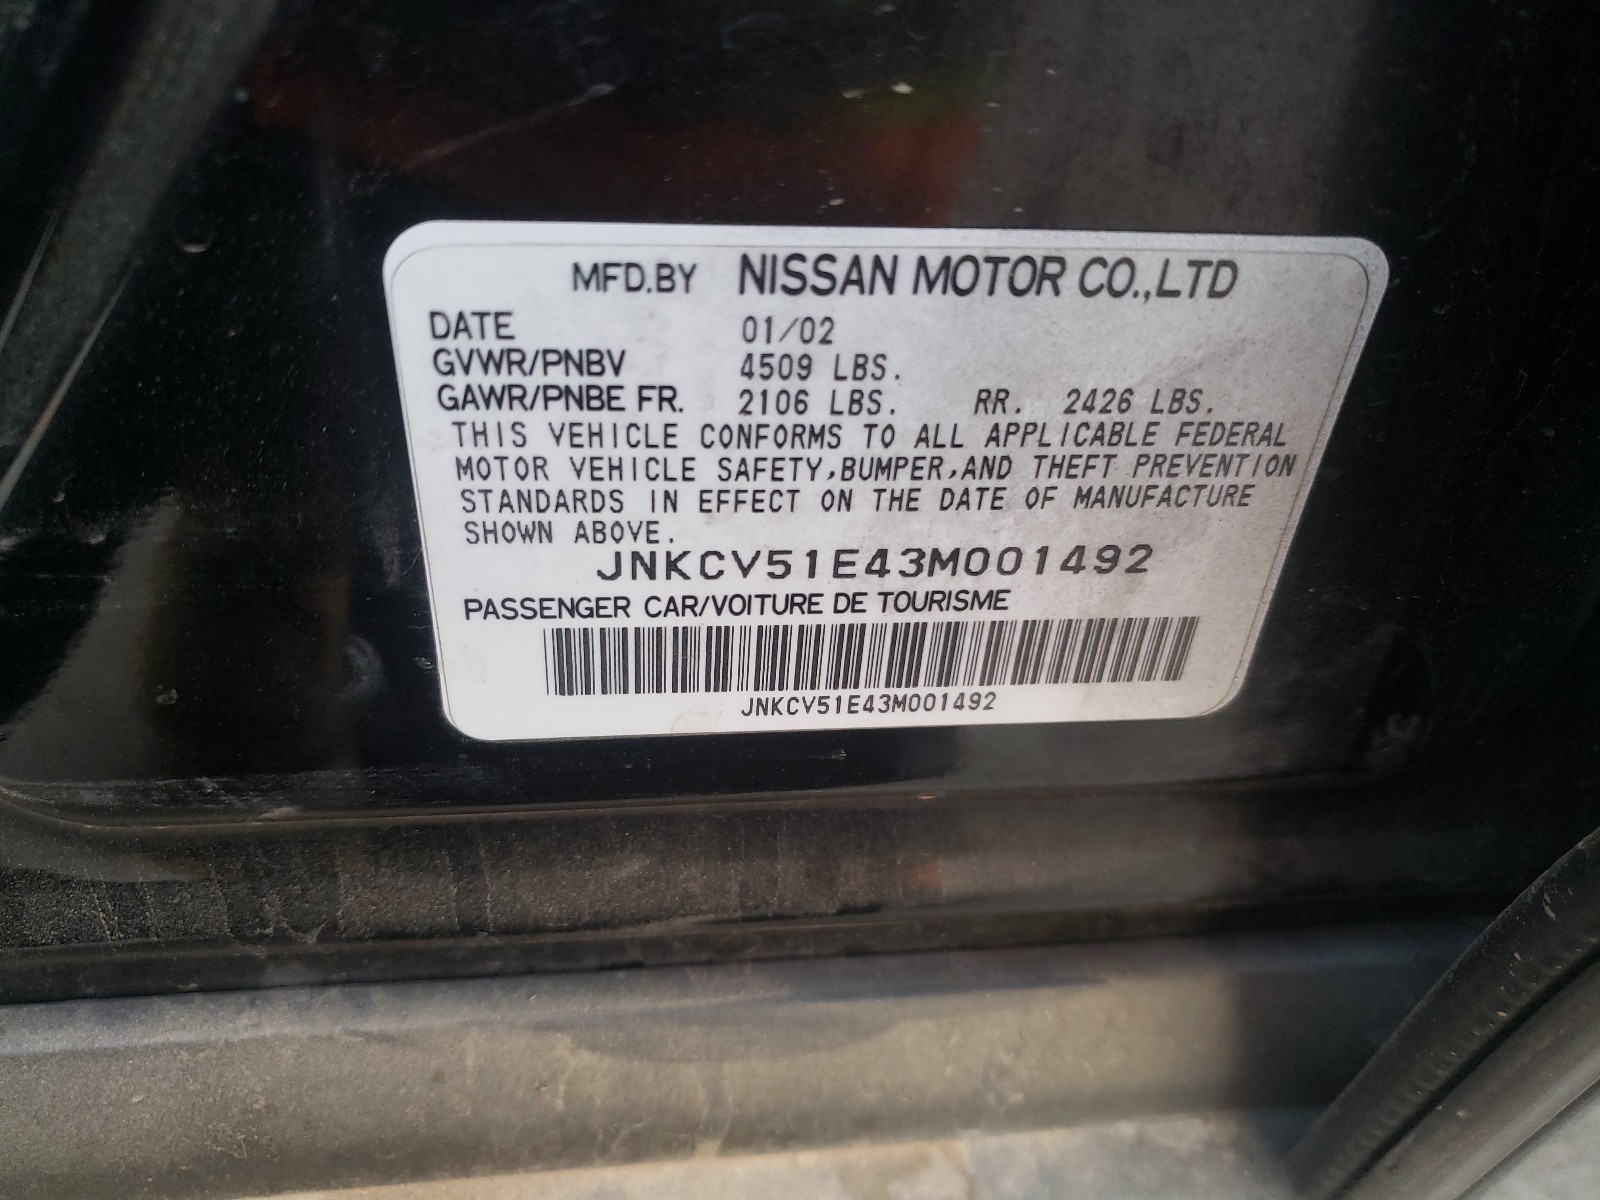 MFD.BY NISSAN MOTOR CO.,LTD
DATE 01/02
GVWR/PNBV 4509 LBS.
GAWR/PNBE FR. 2106 LBS. RR. 2426 LBS.
THIS VEHICLE CONFORMS TO ALL APPLICABLE FEDERAL
MOTOR VEHICLE SAFETY,BUMPER,AND THEFT PREVENTION
STANDARDS IN EFFECT ON THE DATE OF MANUFACTURE
SHOWN ABOVE.
JNKCV51E43M001492
PASSENGER CAR/VOITURE DE TOURISME
JNKCV51E43M001492